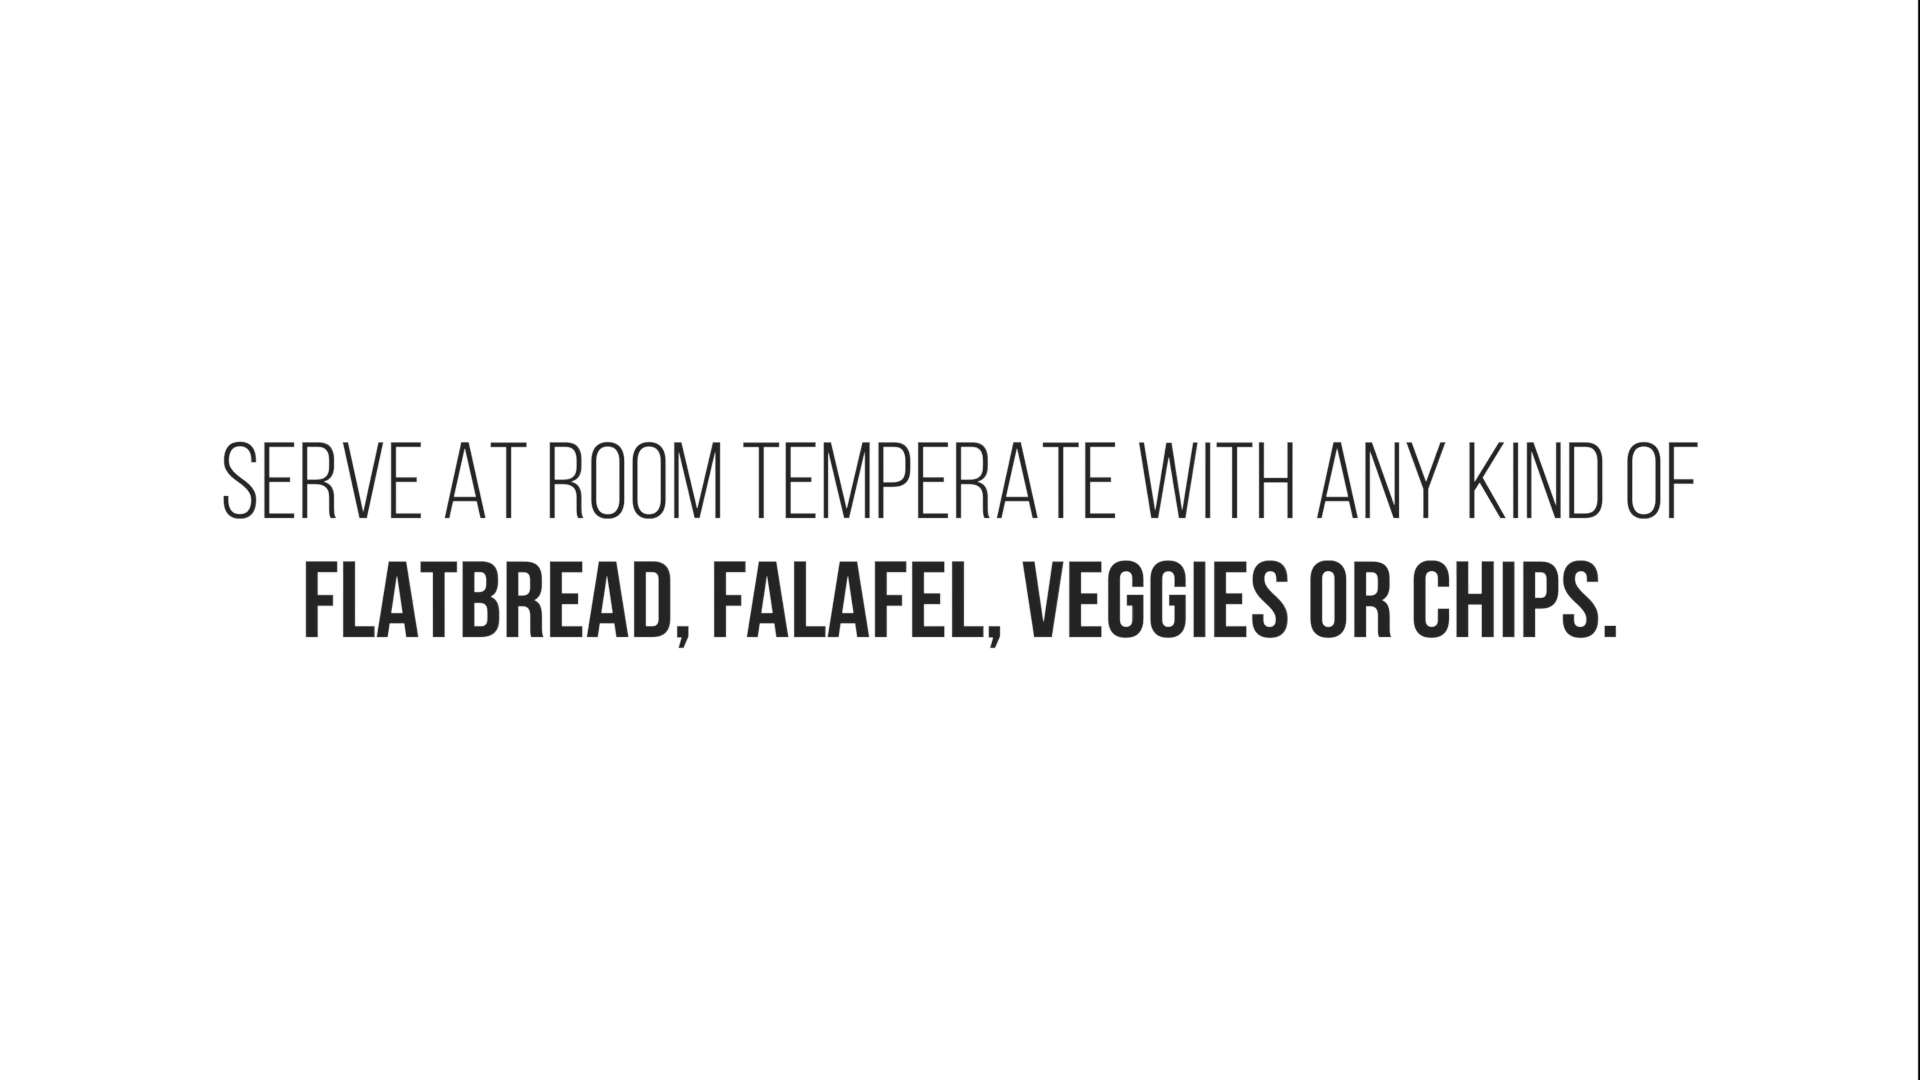 SERVE AT ROOM TEMPERATE WITH ANY KIND OF
FLATBREAD, FALAFEL, VEGGIES OR CHIPS.